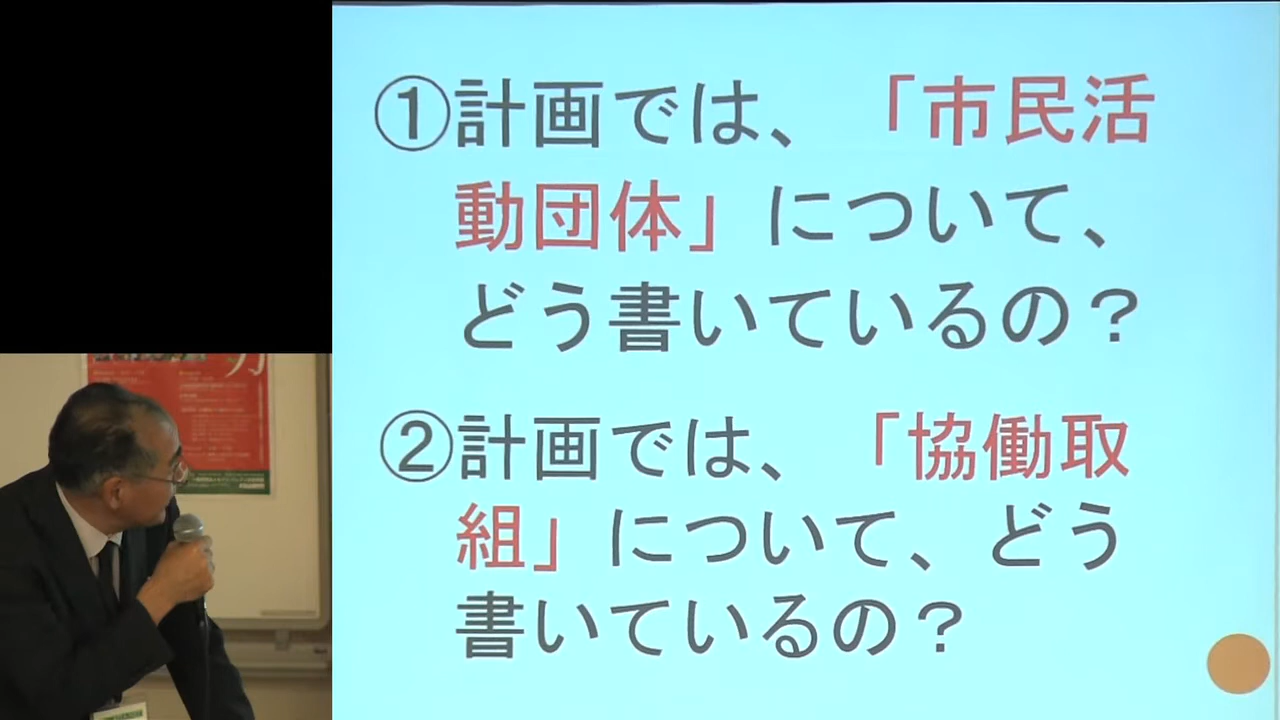 ①計画では、「市民活
動団体」について、
どう書いているの？
②計画では、「協働取
組」について、どう
書いているの？